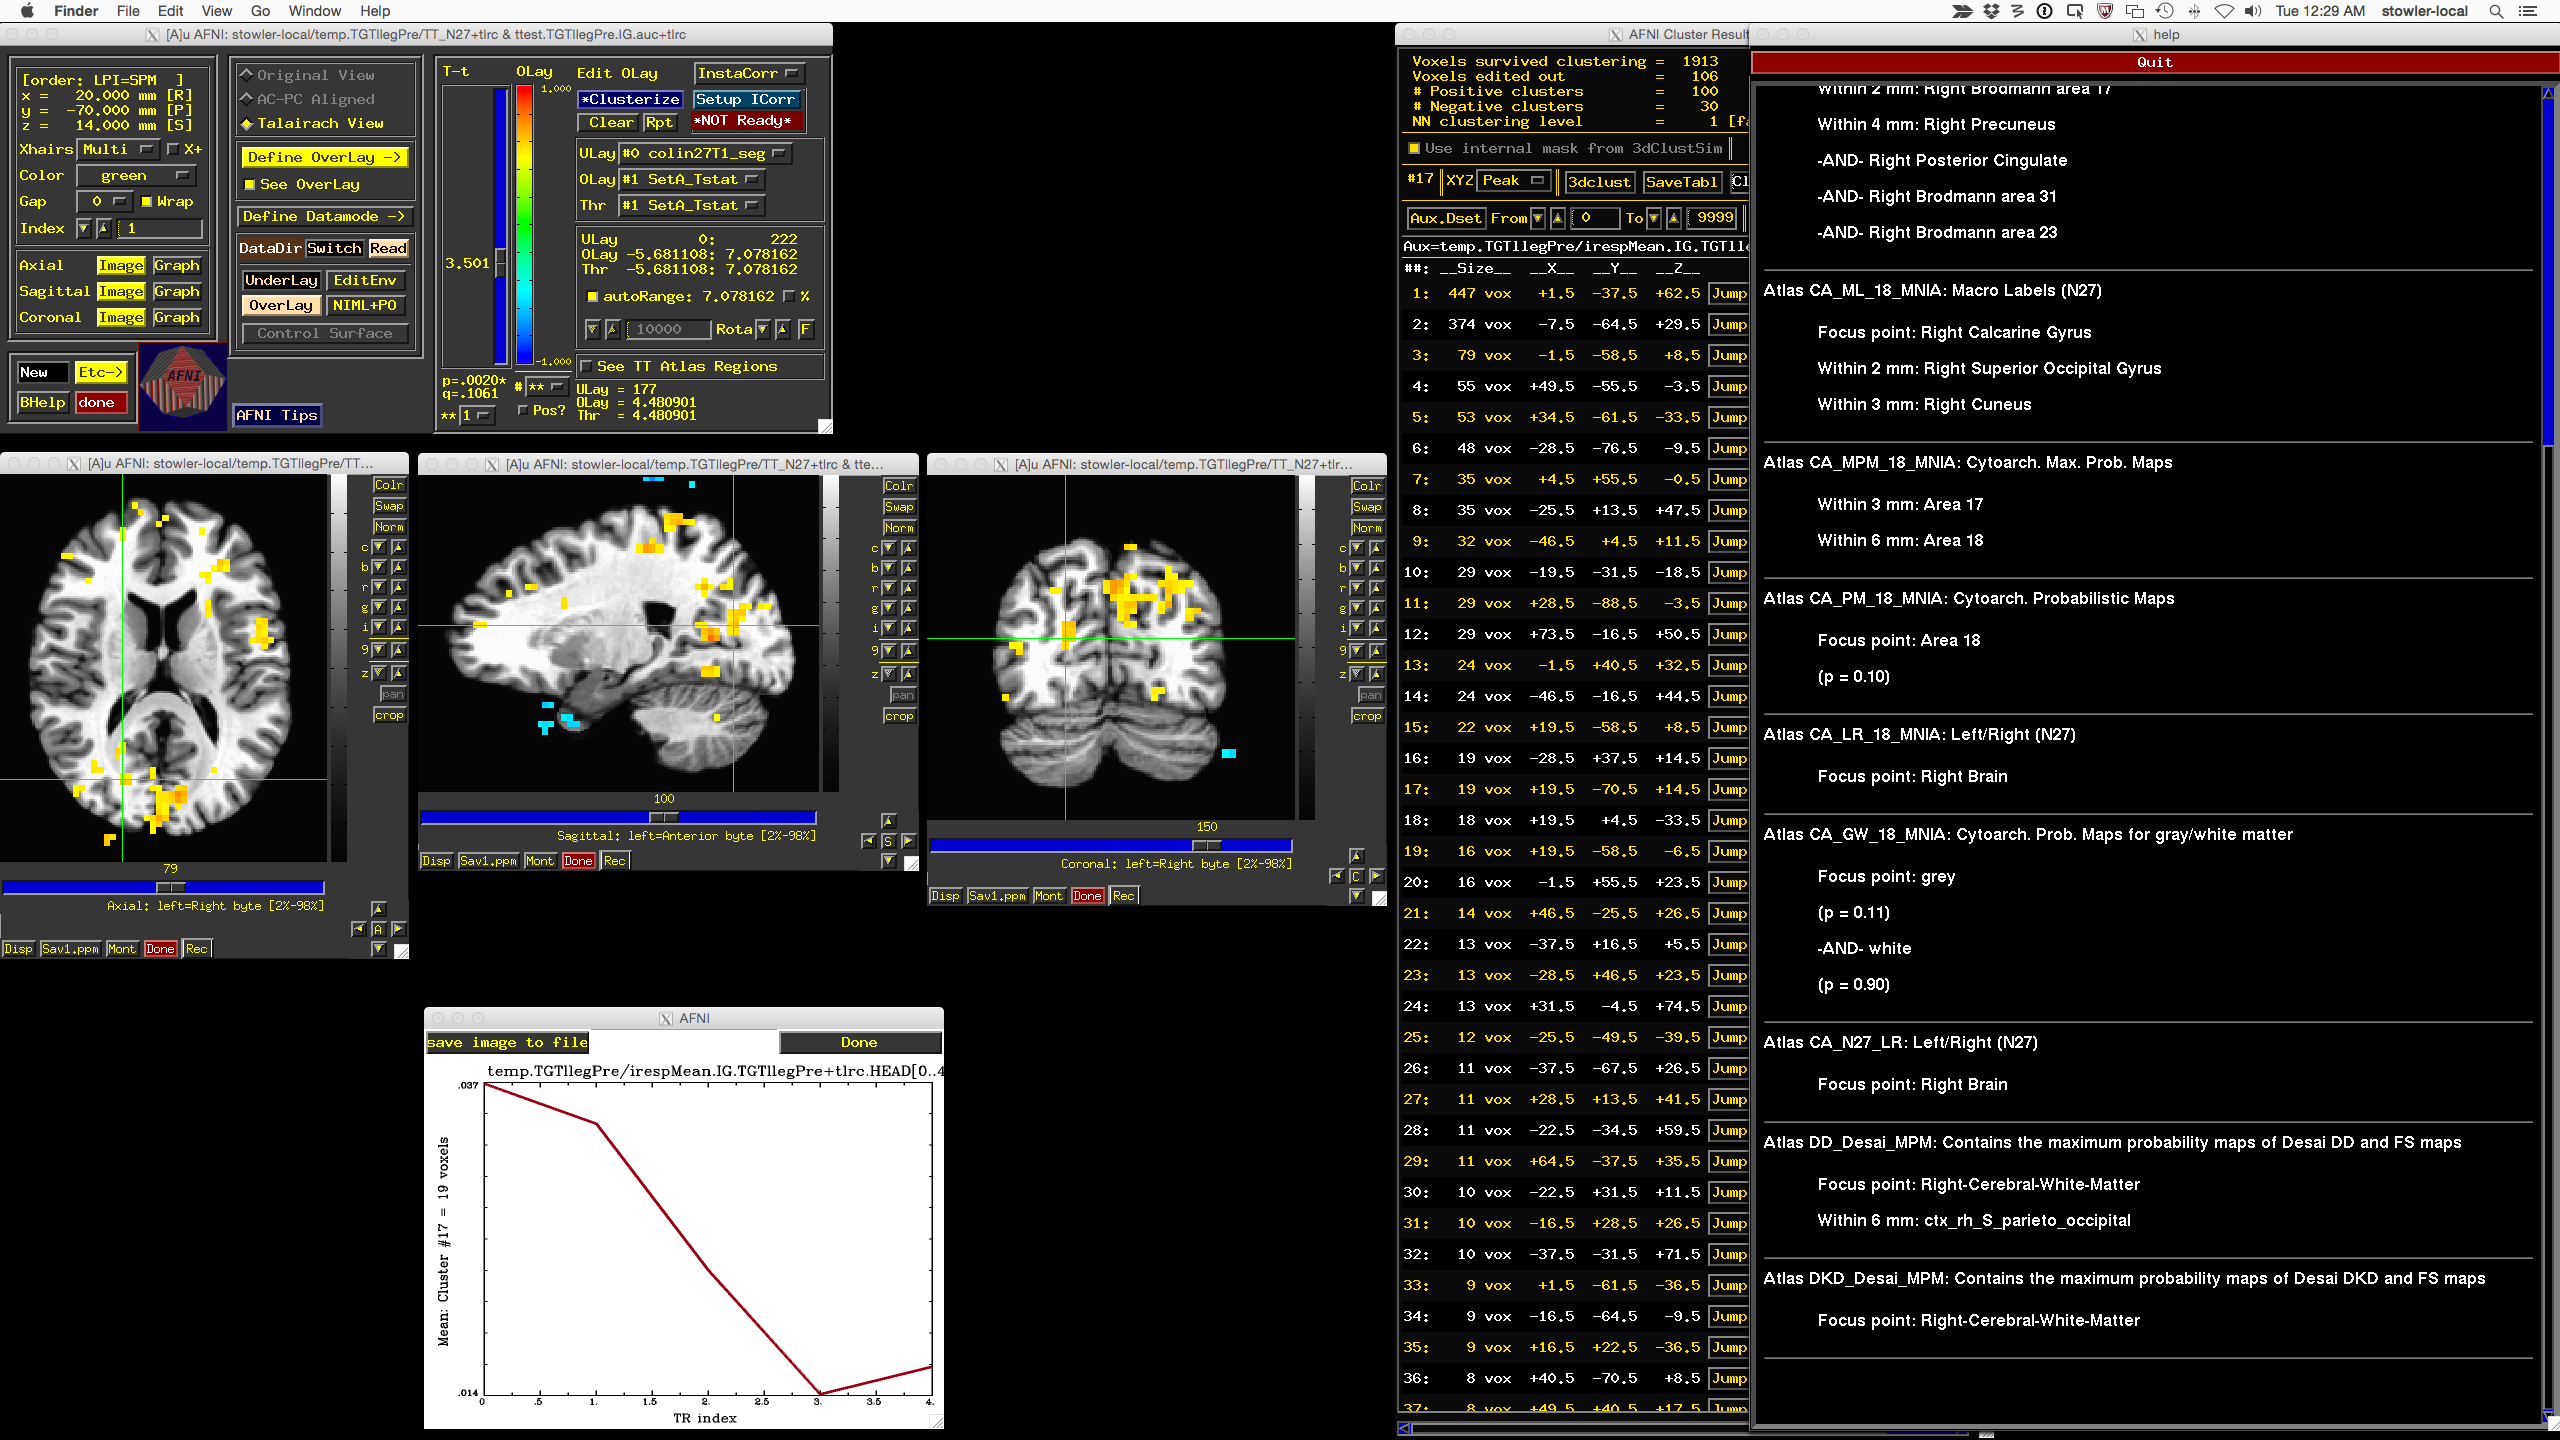 Finder File Edit View Go Window Help
Tue 12:29 AM stowler-local
[A]u AFNI: stowler-local/temp.TGTllegPre/TT_N27+tlrc & ttest.TGTllegPre.IG.auc+tlrc
[order: LPI=SPM ]
x = 20.000 mm [R]
y = -70.000 mm [P]
z = 14.000 mm [S]
Xhairs Multi X+
Color green
Gap 0 Wrap
Index 1
Axial Image Graph
Sagittal Image Graph
Coronal Image Graph
New Etc->
BHelp done
AFNI
Original View
AC-PC Aligned
Talairach View
Define OverLay ->
See OverLay
Define Datamode ->
DataDir Switch Read
UnderLay EditEnv
OverLay NIML+PO
Control Surface
AFNI Tips
T-t
3.501
p=.0020*
q=.1061
** 1
OLay
1.000
-1.000
# **
Pos?
Edit OLay
*Clusterize
Clear Rpt
InstaCorr
Setup ICorr
*NOT Ready*
ULay #0 colin27T1_seg
OLay #1 SetA_Tstat
Thr #1 SetA_Tstat
ULay 0: 222
OLay -5.681108: 7.078162
Thr -5.681108: 7.078162
autoRange: 7.078162 %
10000 Rota F
See TT Atlas Regions
ULay = 177
OLay = 4.480901
Thr = 4.480901
[A]u AFNI: stowler-local/temp.TGTllegPre/TT...
Colr
Swap
Norm
c
b
r
g
i
9
z
pan
crop
79
Axial: left=Right byte [2%-98%]
A
Disp Sav1.ppm Mont Done Rec
[A]u AFNI: stowler-local/temp.TGTllegPre/TT_N27+tlrc & tte...
Colr
Swap
Norm
c
b
r
g
i
9
z
pan
crop
100
Sagittal: left=Anterior byte [2%-98%]
S
Disp Sav1.ppm Mont Done Rec
[A]u AFNI: stowler-local/temp.TGTllegPre/TT_N27+tlr...
Colr
Swap
Norm
c
b
r
g
i
9
z
pan
crop
150
Coronal: left=Right byte [2%-98%]
C
Disp Sav1.ppm Mont Done Rec
AFNI
save image to file Done
temp.TGTllegPre/irespMean.IG.TGTllegPre+tlrc.HEAD[0..4
.037
.014
Mean: Cluster #17 = 19 voxels
0 .5 1. 1.5 2. 2.5 3. 3.5 4.
TR index
AFNI Cluster Result
Voxels survived clustering = 1913
Voxels edited out = 106
# Positive clusters = 100
# Negative clusters = 30
NN clustering level = 1 [fa
Use internal mask from 3dClustSim
#17 XYZ Peak 3dclust SaveTabl Cl
Aux.Dset From 0 To 9999
Aux=temp.TGTllegPre/irespMean.IG.TGTlle
##: __Size__ __X__ __Y__ __Z__
1: 447 vox +1.5 -37.5 +62.5 Jump
2: 374 vox -7.5 -64.5 +29.5 Jump
3: 79 vox -1.5 -58.5 +8.5 Jump
4: 55 vox +49.5 -55.5 -3.5 Jump
5: 53 vox +34.5 -61.5 -33.5 Jump
6: 48 vox -28.5 -76.5 -9.5 Jump
7: 35 vox +4.5 +55.5 -0.5 Jump
8: 35 vox -25.5 +13.5 +47.5 Jump
9: 32 vox -46.5 +4.5 +11.5 Jump
10: 29 vox -19.5 -31.5 -18.5 Jump
11: 29 vox +28.5 -88.5 -3.5 Jump
12: 29 vox +73.5 -16.5 +50.5 Jump
13: 24 vox -1.5 +40.5 +32.5 Jump
14: 24 vox -46.5 -16.5 +44.5 Jump
15: 22 vox +19.5 -58.5 +8.5 Jump
16: 19 vox -28.5 +37.5 +14.5 Jump
17: 19 vox +19.5 -70.5 +14.5 Jump
18: 18 vox +19.5 +4.5 -33.5 Jump
19: 16 vox +19.5 -58.5 -6.5 Jump
20: 16 vox -1.5 +55.5 +23.5 Jump
21: 14 vox +46.5 -25.5 +26.5 Jump
22: 13 vox -37.5 +16.5 +5.5 Jump
23: 13 vox -28.5 +46.5 +23.5 Jump
24: 13 vox +31.5 -4.5 +74.5 Jump
25: 12 vox -25.5 -49.5 -39.5 Jump
26: 11 vox -37.5 -67.5 +26.5 Jump
27: 11 vox +28.5 +13.5 +41.5 Jump
28: 11 vox -22.5 -34.5 +59.5 Jump
29: 11 vox +64.5 -37.5 +35.5 Jump
30: 10 vox -22.5 +31.5 +11.5 Jump
31: 10 vox -16.5 +28.5 +26.5 Jump
32: 10 vox -37.5 -31.5 +71.5 Jump
33: 9 vox +1.5 -61.5 -36.5 Jump
34: 9 vox -16.5 -64.5 -9.5 Jump
35: 9 vox +16.5 +22.5 -36.5 Jump
36: 8 vox +40.5 -70.5 +8.5 Jump
37: 8 vox +49.5 +40.5 +17.5 Jump
help
Quit
Within 2 mm: Right Brodmann area 17
Within 4 mm: Right Precuneus
-AND- Right Posterior Cingulate
-AND- Right Brodmann area 31
-AND- Right Brodmann area 23
Atlas CA_ML_18_MNIA: Macro Labels (N27)
Focus point: Right Calcarine Gyrus
Within 2 mm: Right Superior Occipital Gyrus
Within 3 mm: Right Cuneus
Atlas CA_MPM_18_MNIA: Cytoarch. Max. Prob. Maps
Within 3 mm: Area 17
Within 6 mm: Area 18
Atlas CA_PM_18_MNIA: Cytoarch. Probabilistic Maps
Focus point: Area 18
(p = 0.10)
Atlas CA_LR_18_MNIA: Left/Right (N27)
Focus point: Right Brain
Atlas CA_GW_18_MNIA: Cytoarch. Prob. Maps for gray/white matter
Focus point: grey
(p = 0.11)
-AND- white
(p = 0.90)
Atlas CA_N27_LR: Left/Right (N27)
Focus point: Right Brain
Atlas DD_Desai_MPM: Contains the maximum probability maps of Desai DD and FS maps
Focus point: Right-Cerebral-White-Matter
Within 6 mm: ctx_rh_S_parieto_occipital
Atlas DKD_Desai_MPM: Contains the maximum probability maps of Desai DKD and FS maps
Focus point: Right-Cerebral-White-Matter